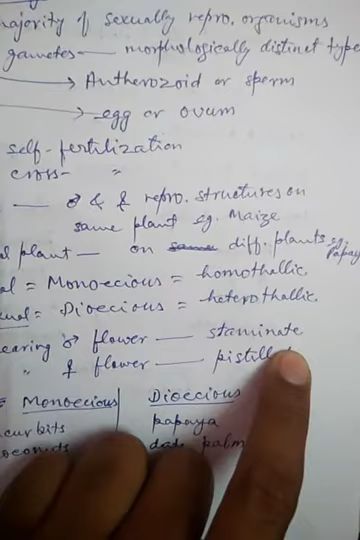 majority of sexually repro. organisms
gametes — morphologically distinct type
→ Antherozoid or sperm
→ egg or ovum
self-fertilization
cross- "
— ♂ & ♀ repro. structures on
same plant eg. Maize
plant — on diff. plants eg. Papay
= Monoecious = homothallic.
= Dioecious = heterothallic.
bearing ♂ flower — staminate
" ♀ flower — pistill
Monoecious Dioecious
papaya
date palm